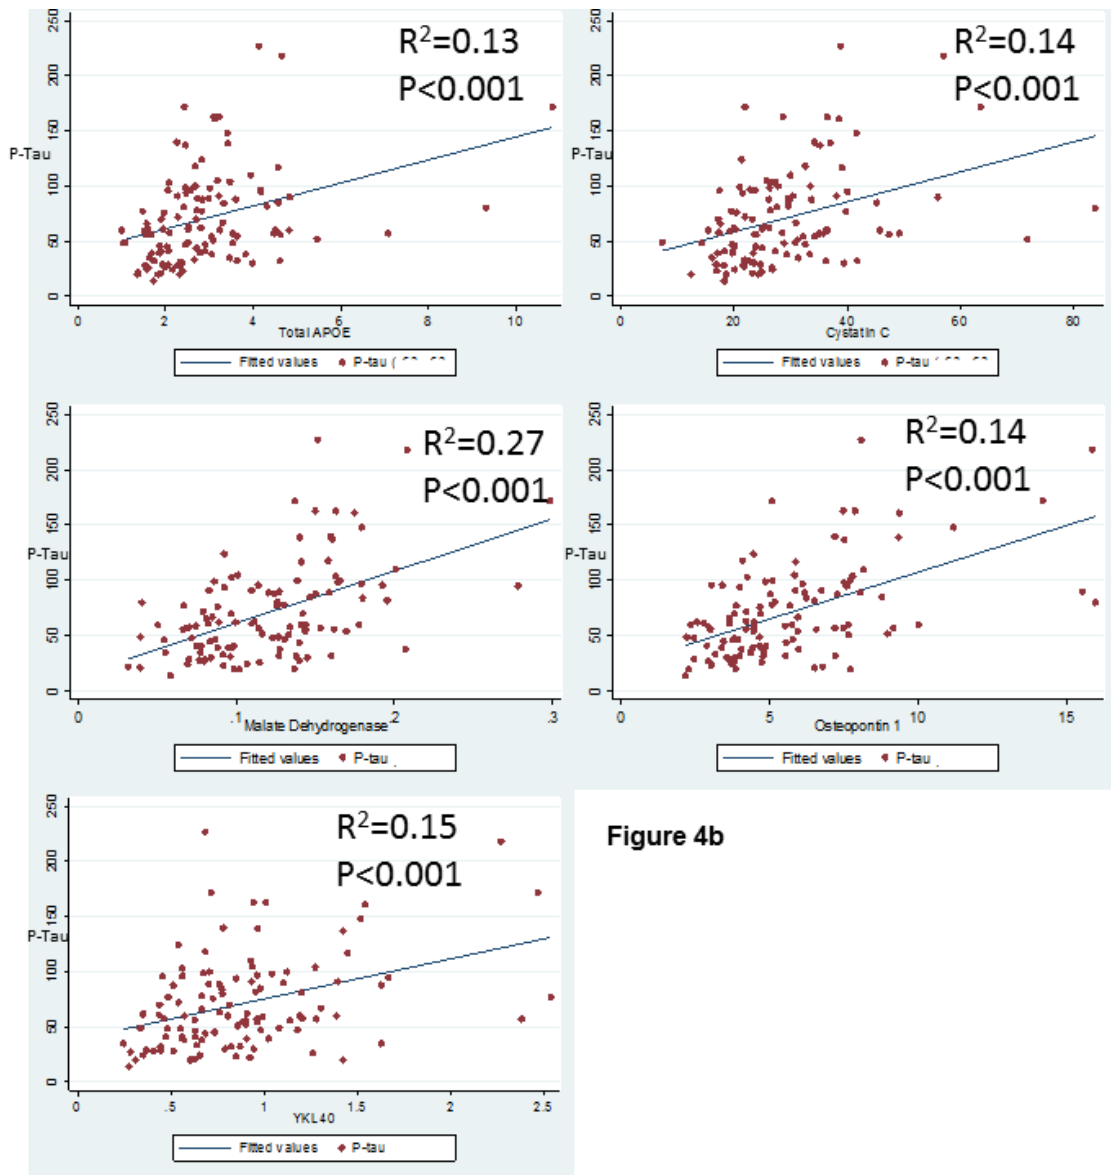 250
200
150
100
50
0
P-Tau
R²=0.13
P<0.001
0 2 4 6 8 10
Total APOE
Fitted values P-tau (
250
200
150
100
50
0
P-Tau
R²=0.14
P<0.001
0 20 40 60 80
Cystatin C
Fitted values P-tau
250
200
150
100
50
0
P-Tau
R²=0.27
P<0.001
0 .1 .2 .3
Malate Dehydrogenase
Fitted values P-tau
250
200
150
100
50
0
P-Tau
R²=0.14
P<0.001
0 5 10 15
Osteopontin 1
Fitted values P-tau
250
200
150
100
50
0
P-Tau
R²=0.15
P<0.001
0 .5 1 1.5 2 2.5
YKL40
Fitted values P-tau
Figure 4b